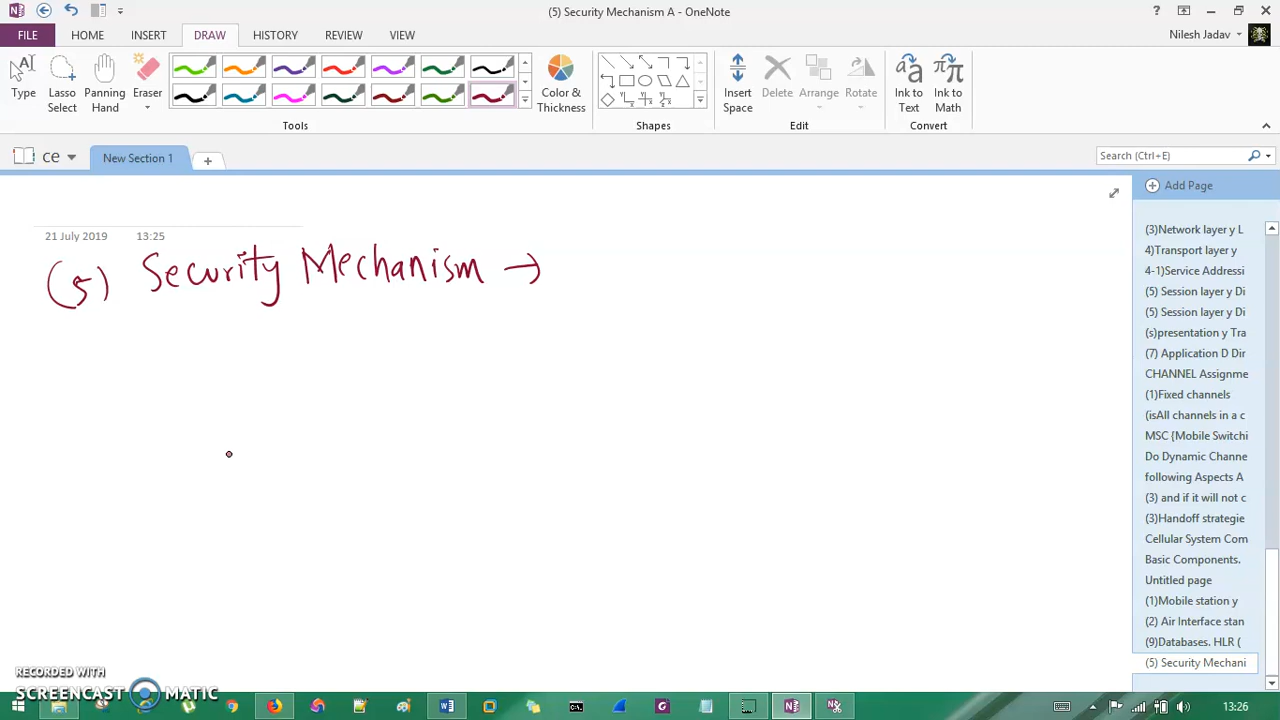 (5) Security Mechanism A - OneNote
?
FILE HOME INSERT DRAW HISTORY REVIEW VIEW
Nilesh Jadav
Type Lasso Select Panning Hand Eraser
Color & Thickness
Insert Space Delete Arrange Rotate
Ink to Text Ink to Math
Tools Shapes Edit Convert
ce New Section 1 +
Search (Ctrl+E)
Add Page
21 July 2019 13:25
(5) Security Mechanism →
(3)Network layer y L
4)Transport layer y
4-1)Service Addressi
(5) Session layer y Di
(5) Session layer y Di
(s)presentation y Tra
(7) Application D Dir
CHANNEL Assignme
(1)Fixed channels
(isAll channels in a c
MSC {Mobile Switchi
Do Dynamic Channe
following Aspects A
(3) and if it will not c
(3)Handoff strategie
Cellular System Com
Basic Components.
Untitled page
(1)Mobile station y
(2) Air Interface stan
(9)Databases. HLR (
(5) Security Mechani
RECORDED WITH
SCREENCAST MATIC
13:26